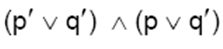 (p′ ∨ q′) ∧ (p ∨ q′)